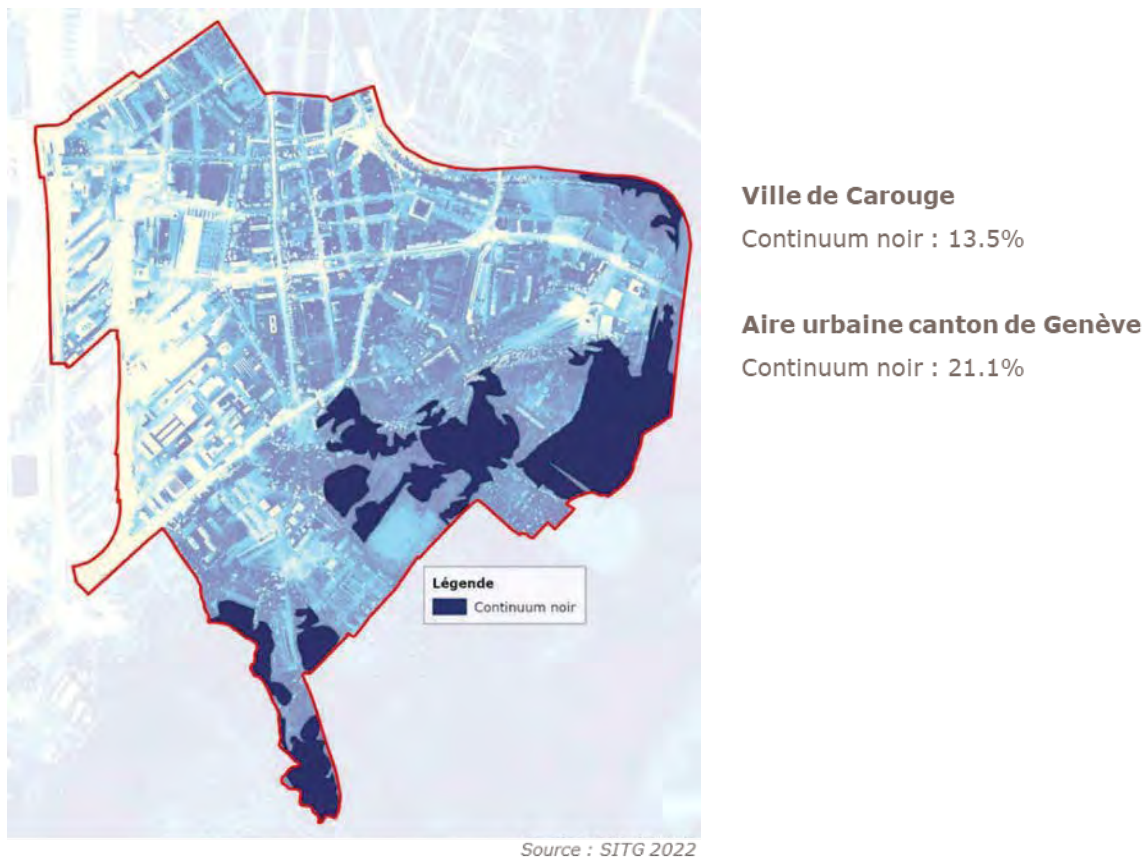 Ville de Carouge
Continuum noir : 13.5%
Aire urbaine canton de Genève
Continuum noir : 21.1%
Légende
Continuum noir
Source : SITG 2022